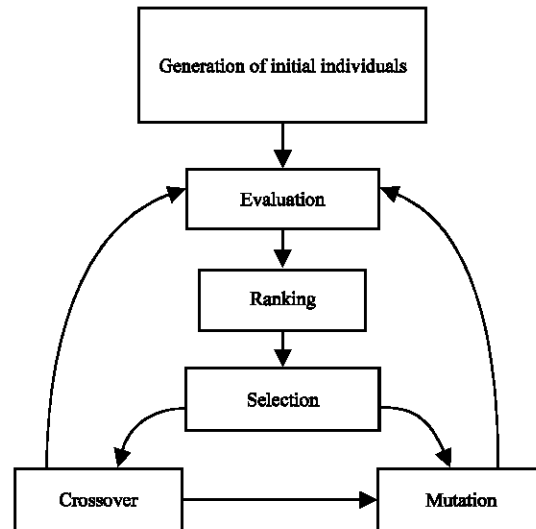 Generation of initial individuals
Evaluation
Ranking
Selection
Crossover
Mutation